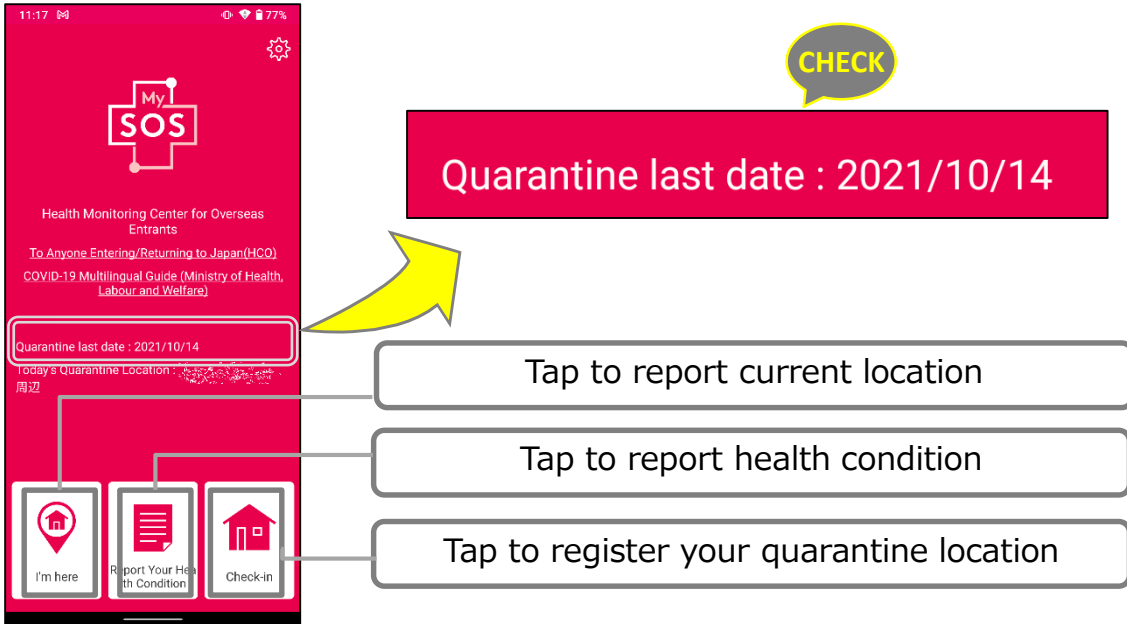 11:17
77%
My
SOS
Health Monitoring Center for Overseas
Entrants
To Anyone Entering/Returning to Japan(HCO)
COVID-19 Multilingual Guide (Ministry of Health,
Labour and Welfare)
Quarantine last date : 2021/10/14
Today's Quarantine Location :
周辺
I'm here
Report Your Hea
lth Condition
Check-in
CHECK
Quarantine last date : 2021/10/14
Tap to report current location
Tap to report health condition
Tap to register your quarantine location